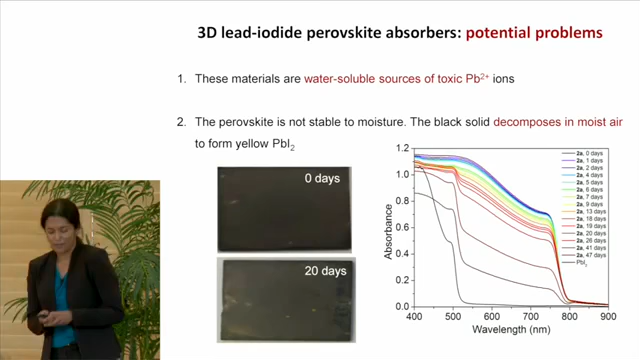 3D lead-iodide perovskite absorbers: potential problems
1. These materials are water-soluble sources of toxic Pb2+ ions
2. The perovskite is not stable to moisture. The black solid decomposes in moist air
to form yellow PbI2
0 days
20 days
Absorbance
1.2
1.0
0.8
0.6
0.4
0.2
0.0
400 500 600 700 800 900
Wavelength (nm)
2a, 0 days
2a, 1 days
2a, 2 days
2a, 4 days
2a, 5 days
2a, 6 days
2a, 7 days
2a, 9 days
2a, 13 days
2a, 18 days
2a, 19 days
2a, 20 days
2a, 26 days
2a, 41 days
2a, 47 days
PbI2